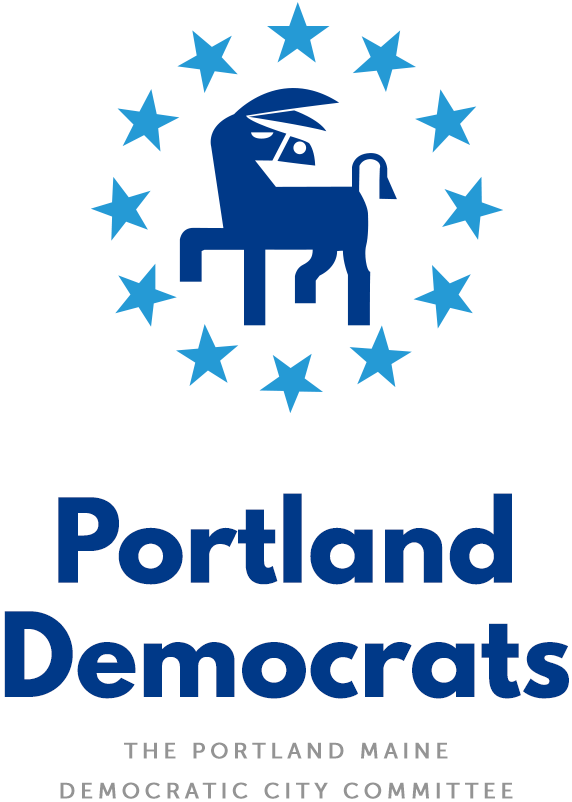 Portland
Democrats
THE PORTLAND MAINE
DEMOCRATIC CITY COMMITTEE